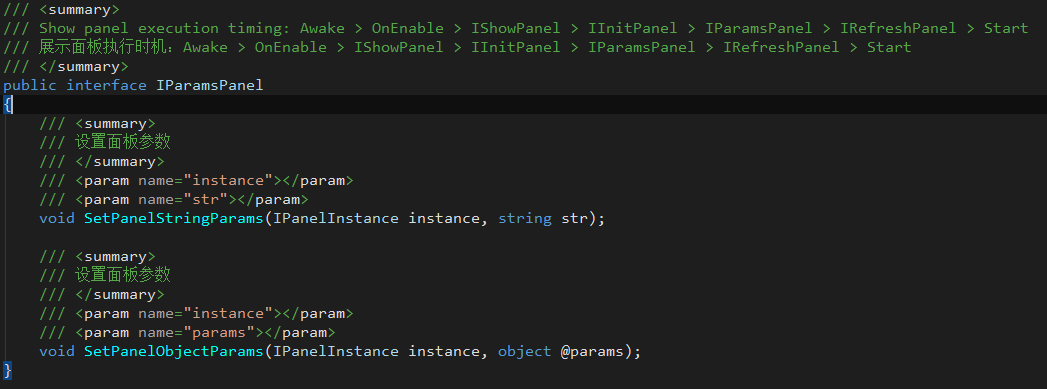 /// <summary>
/// Show panel execution timing: Awake > OnEnable > IShowPanel > IInitPanel > IParamsPanel > IRefreshPanel > Start
/// 展示面板执行时机：Awake > OnEnable > IShowPanel > IInitPanel > IParamsPanel > IRefreshPanel > Start
/// </summary>
public interface IParamsPanel
{
/// <summary>
/// 设置面板参数
/// </summary>
/// <param name="instance"></param>
/// <param name="str"></param>
void SetPanelStringParams(IPanelInstance instance, string str);
/// <summary>
/// 设置面板参数
/// </summary>
/// <param name="instance"></param>
/// <param name="params"></param>
void SetPanelObjectParams(IPanelInstance instance, object @params);
}